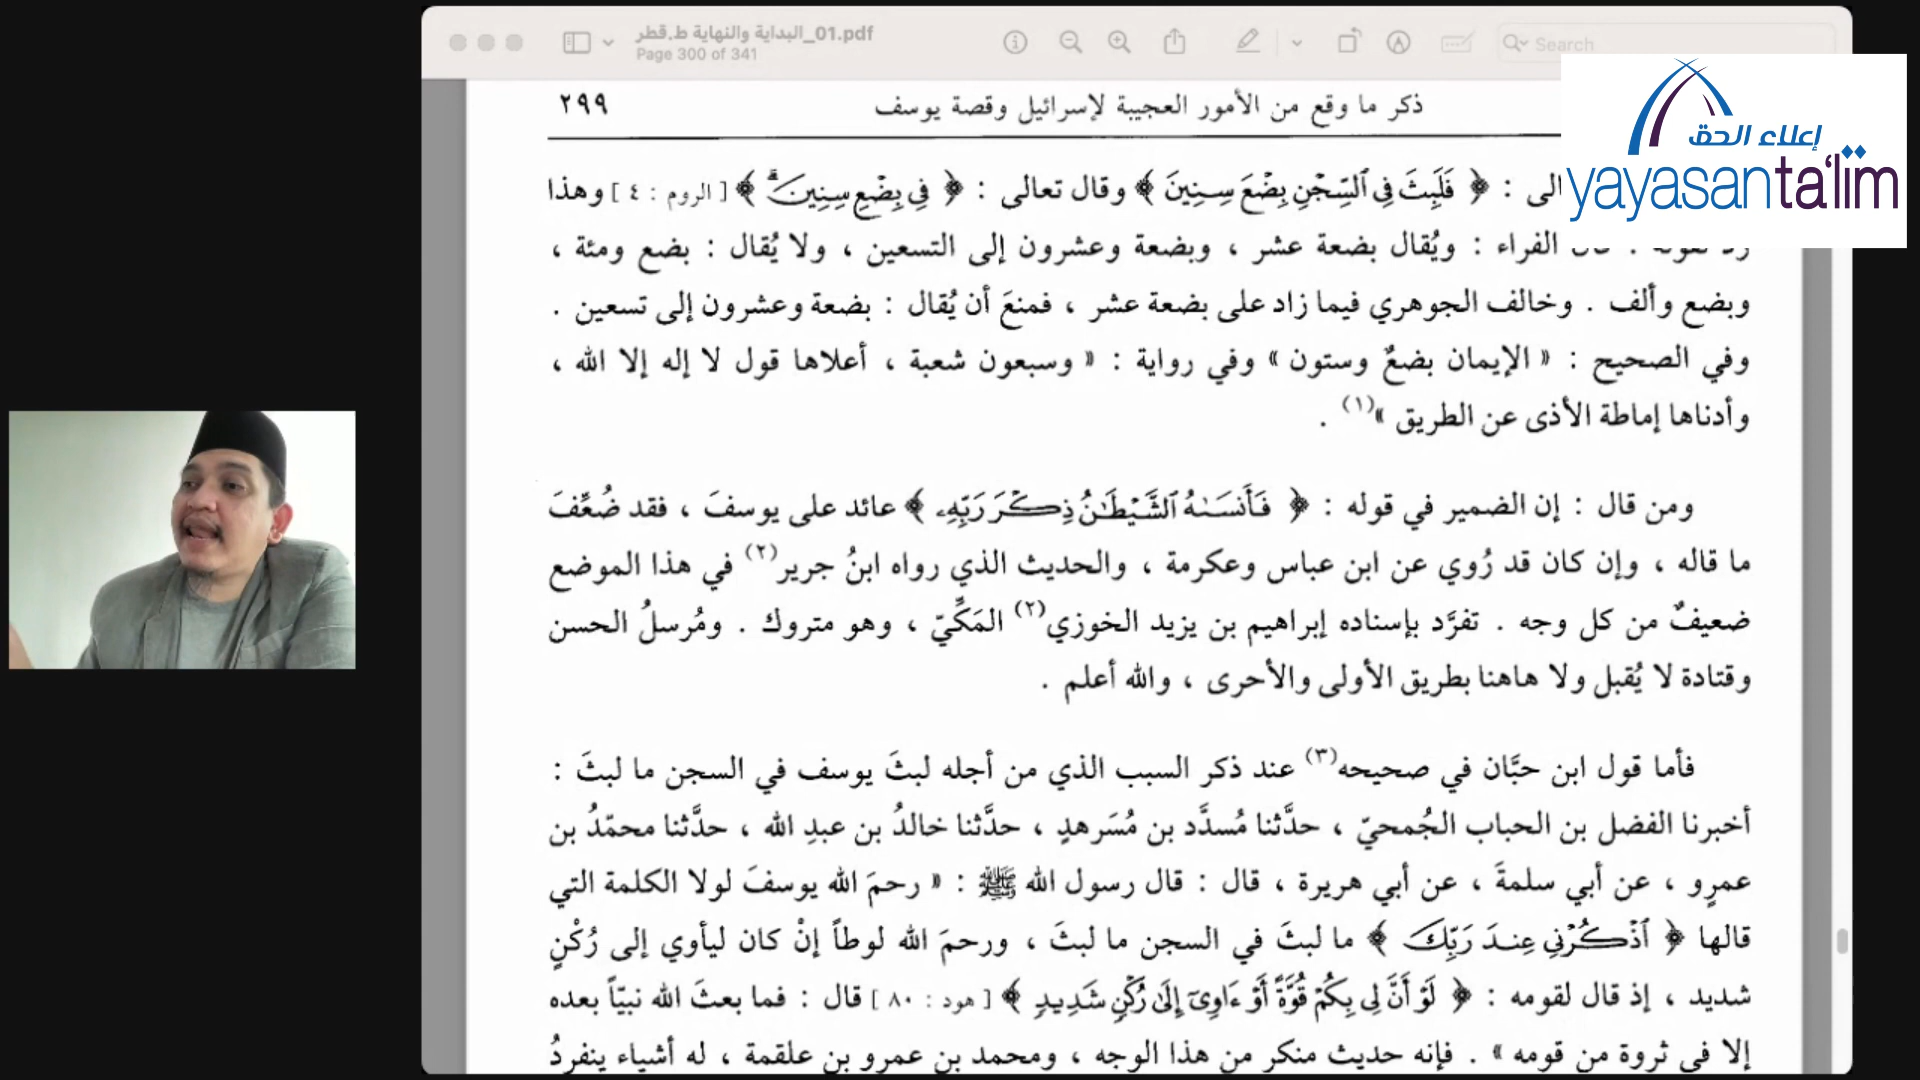 البداية والنهاية ط.قطر_01.pdf
Page 300 of 341
Search
إعلاء الحق
yayasanta'lim
ذكر ما وقع من الأمور العجيبة لإسرائيل وقصة يوسف ٢٩٩
الى : ﴿ فَلَبِثَ فِي ٱلسِّجْنِ بِضْعَ سِنِينَ ﴾ وقال تعالى : ﴿ فِي بِضْعِ سِنِينَ ﴾ [ الروم : ٤ ] وهذا
الفراء : ويُقال بضعة عشر ، وبضعة وعشرون إلى التسعين ، ولا يُقال : بضع ومئة ،
وبضع وألف . وخالف الجوهري فيما زاد على بضعة عشر ، فمنعَ أن يُقال : بضعة وعشرون إلى تسعين .
وفي الصحيح : « الإيمان بضعٌ وستون » وفي رواية : « وسبعون شعبة ، أعلاها قول لا إله إلا الله ،
وأدناها إماطة الأذى عن الطريق »(١) .
ومن قال : إن الضمير في قوله : ﴿ فَأَنسَىٰهُ ٱلشَّيْطَٰنُ ذِكْرَ رَبِّهِۦ ﴾ عائد على يوسفَ ، فقد ضُعِّفَ
ما قاله ، وإن كان قد رُوي عن ابن عباس وعكرمة ، والحديث الذي رواه ابنُ جرير(٢) في هذا الموضع
ضعيفٌ من كل وجه . تفرَّد بإسناده إبراهيم بن يزيد الخوزي(٢) المَكِّيّ ، وهو متروك . ومُرسلُ الحسن
وقتادة لا يُقبل ولا هاهنا بطريق الأولى والأحرى ، والله أعلم .
فأما قول ابن حبَّان في صحيحه(٣) عند ذكر السبب الذي من أجله لبثَ يوسف في السجن ما لبثَ :
أخبرنا الفضل بن الحباب الجُمحيّ ، حدَّثنا مُسدَّد بن مُسَرهدٍ ، حدَّثنا خالدُ بن عبدِ الله ، حدَّثنا محمّدُ بن
عمرٍو ، عن أبي سلمةَ ، عن أبي هريرة ، قال : قال رسول الله ﷺ : « رحمَ الله يوسفَ لولا الكلمة التي
قالها ﴿ ٱذْكُرْنِي عِندَ رَبِّكَ ﴾ ما لبثَ في السجن ما لبثَ ، ورحمَ الله لوطاً إنْ كان ليأوي إلى رُكْنٍ
شديد ، إذ قال لقومه : ﴿ لَوْ أَنَّ لِي بِكُمْ قُوَّةً أَوْ ءَاوِيٓ إِلَىٰ رُكْنٍ شَدِيدٍ ﴾ [ هود : ٨٠ ] قال : فما بعثَ الله نبيّاً بعده
إلا في ثروة من قومه » . فإنه حديث منكر من هذا الوجه ، ومحمد بن عمرو بن علقمة ، له أشياء ينفردُ